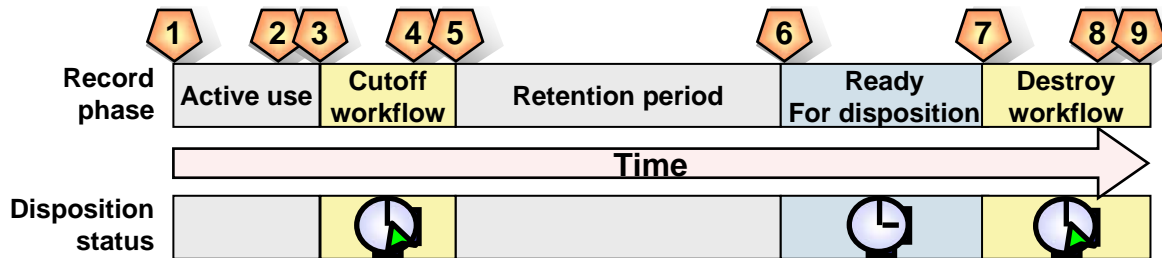 1 2 3 4 5 6 7 8 9
Record
phase
Active use
Cutoff
workflow
Retention period
Ready
For disposition
Destroy
workflow
Time
Disposition
status